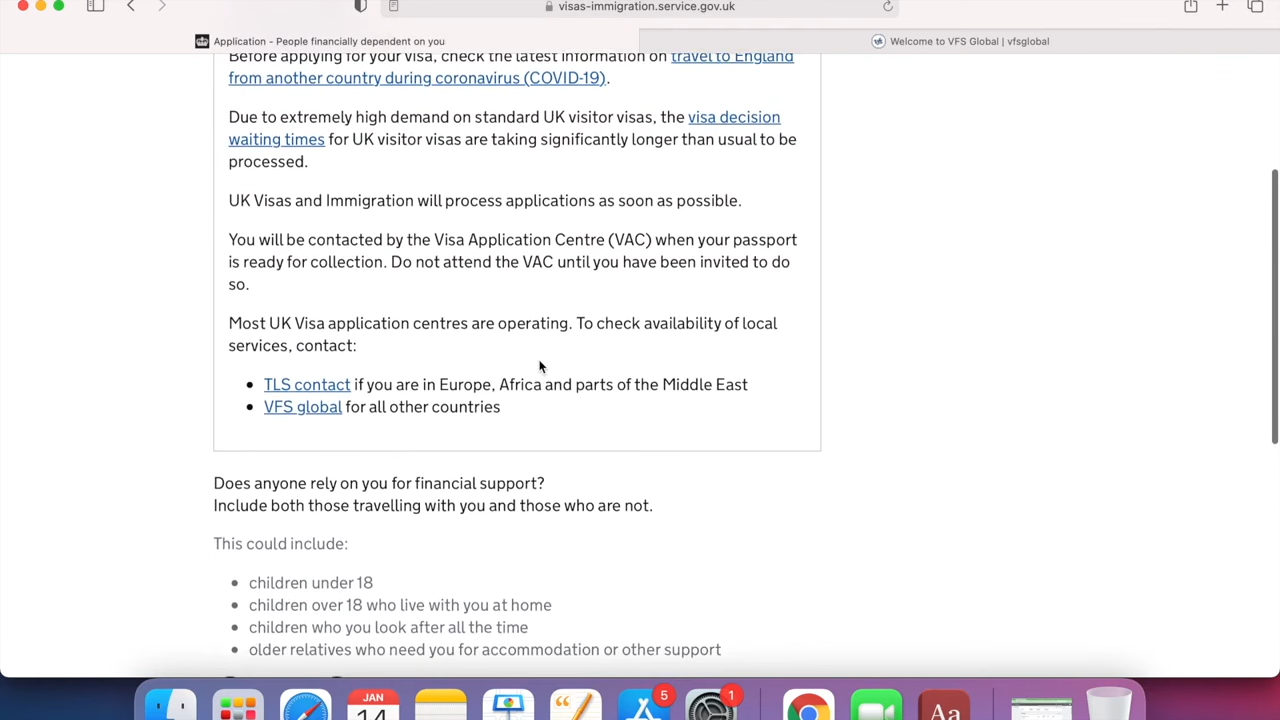 visas-immigration.service.gov.uk
Application - People financially dependent on you
Welcome to VFS Global | vfsglobal
Before applying for your visa, check the latest information on travel to England
from another country during coronavirus (COVID-19).
Due to extremely high demand on standard UK visitor visas, the visa decision
waiting times for UK visitor visas are taking significantly longer than usual to be
processed.
UK Visas and Immigration will process applications as soon as possible.
You will be contacted by the Visa Application Centre (VAC) when your passport
is ready for collection. Do not attend the VAC until you have been invited to do
so.
Most UK Visa application centres are operating. To check availability of local
services, contact:
• TLS contact if you are in Europe, Africa and parts of the Middle East
• VFS global for all other countries
Does anyone rely on you for financial support?
Include both those travelling with you and those who are not.
This could include:
• children under 18
• children over 18 who live with you at home
• children who you look after all the time
• older relatives who need you for accommodation or other support
JAN
14
5
1
Aa